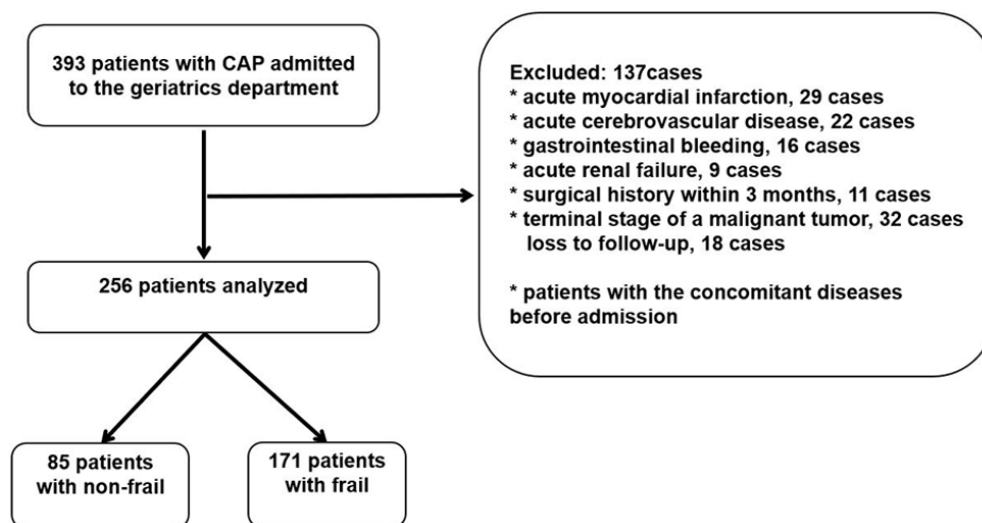 393 patients with CAP admitted
to the geriatrics department
Excluded: 137cases
* acute myocardial infarction, 29 cases
* acute cerebrovascular disease, 22 cases
* gastrointestinal bleeding, 16 cases
* acute renal failure, 9 cases
* surgical history within 3 months, 11 cases
* terminal stage of a malignant tumor, 32 cases
loss to follow-up, 18 cases
* patients with the concomitant diseases
before admission
256 patients analyzed
85 patients
with non-frail
171 patients
with frail